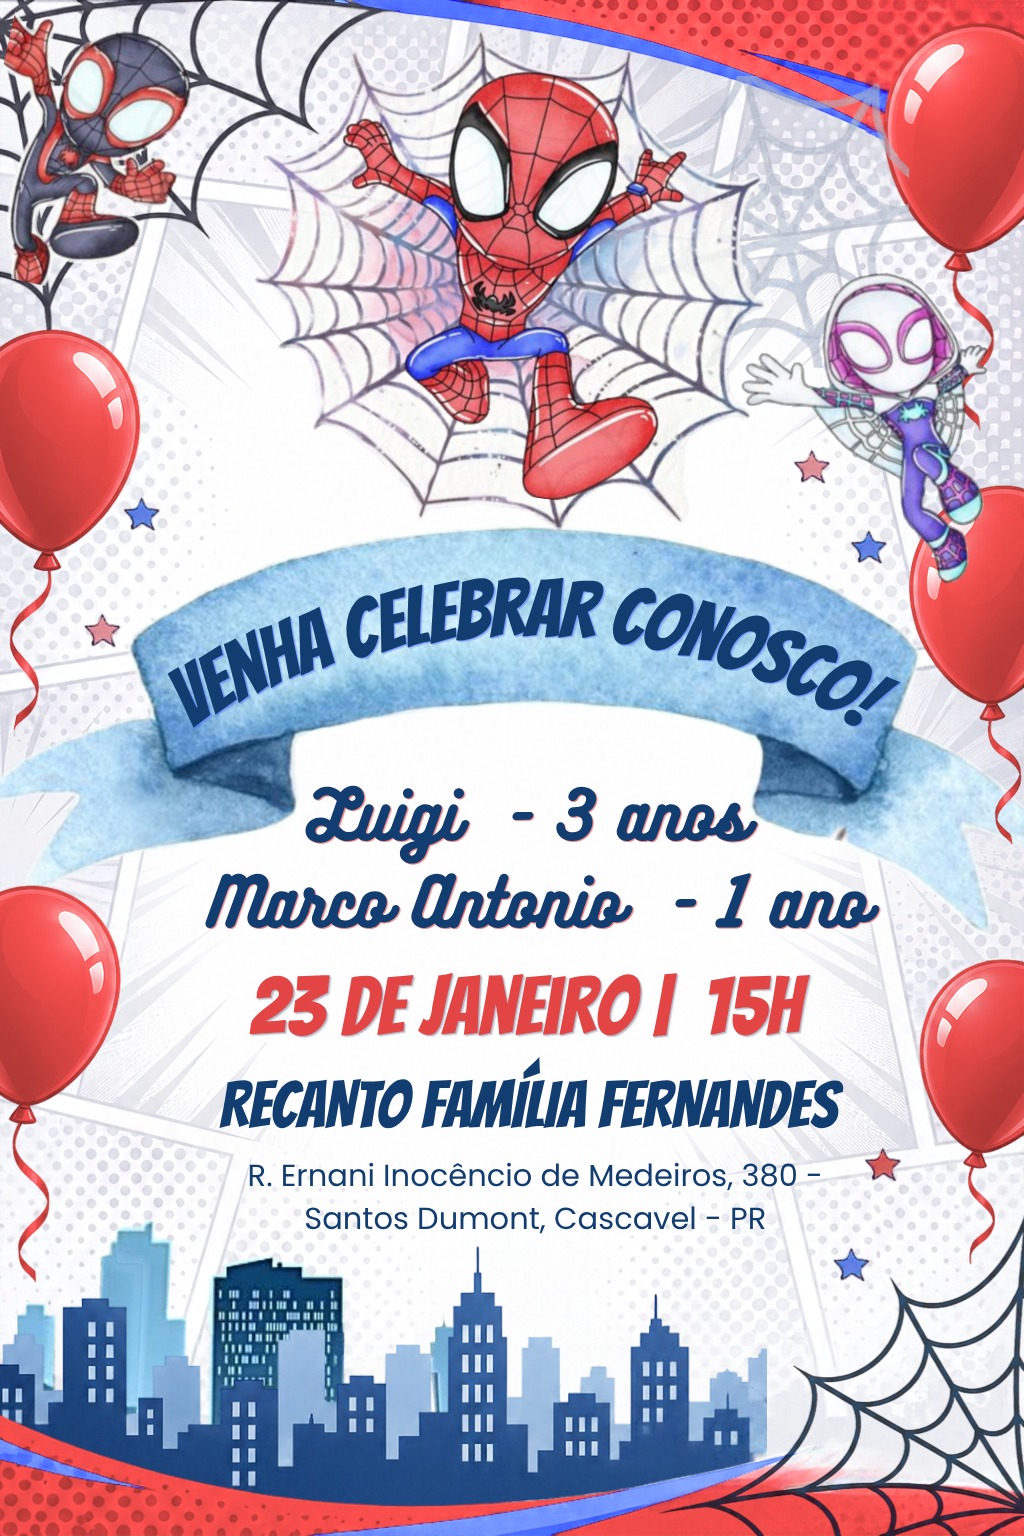 VENHA CELEBRAR CONOSCO!
Luigi - 3 anos
Marco Antonio - 1 ano
23 DE JANEIRO | 15H
RECANTO FAMÍLIA FERNANDES
R. Ernani Inocêncio de Medeiros, 380 -
Santos Dumont, Cascavel - PR